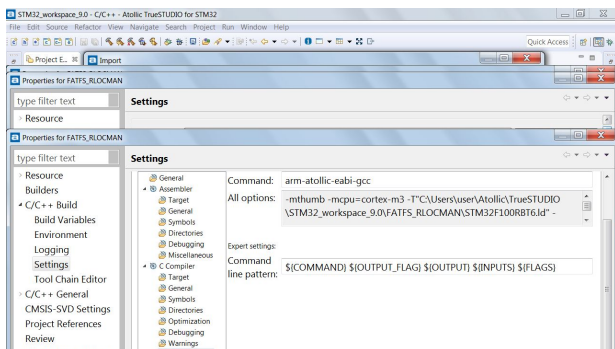 STM32_workspace_9.0 - C/C++ - Atollic TrueSTUDIO for STM32
File Edit Source Refactor View Navigate Search Project Run Window Help
Quick Access
Project E...
Import
Properties for FATFS_RLOCMAN
type filter text
Settings
Resource
Properties for FATFS_RLOCMAN
type filter text
Settings
Resource
Builders
C/C++ Build
Build Variables
Environment
Logging
Settings
Tool Chain Editor
C/C++ General
CMSIS-SVD Settings
Project References
Review
General
Assembler
Target
General
Symbols
Directories
Debugging
Miscellaneous
C Compiler
Target
General
Symbols
Directories
Optimization
Debugging
Warnings
Command: arm-atollic-eabi-gcc
All options: -mthumb -mcpu=cortex-m3 -T"C:\Users\user\Atollic\TrueSTUDIO
\STM32_workspace_9.0\FATFS_RLOCMAN\STM32F100RBT6.ld" -
Expert settings:
Command
line pattern: ${COMMAND} ${OUTPUT_FLAG} ${OUTPUT} ${INPUTS} ${FLAGS}